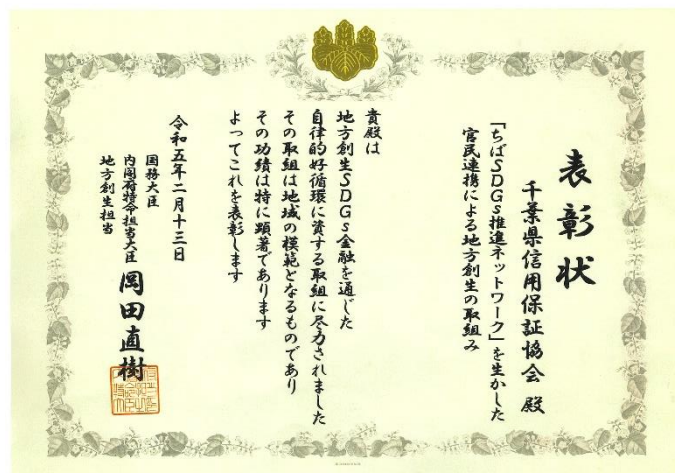 表彰状
千葉県信用保証協会 殿
「ちばSDGs推進ネットワーク」を生かした
官民連携による地方創生の取組み
貴殿は
地方創生SDGs金融を通じた
自律的好循環に資する取組に尽力されました
その取組は地域の模範となるものであり
その功績は特に顕著であります
よってこれを表彰します
令和五年二月十三日
国務大臣
内閣府特命担当大臣
地方創生担当
岡田直樹